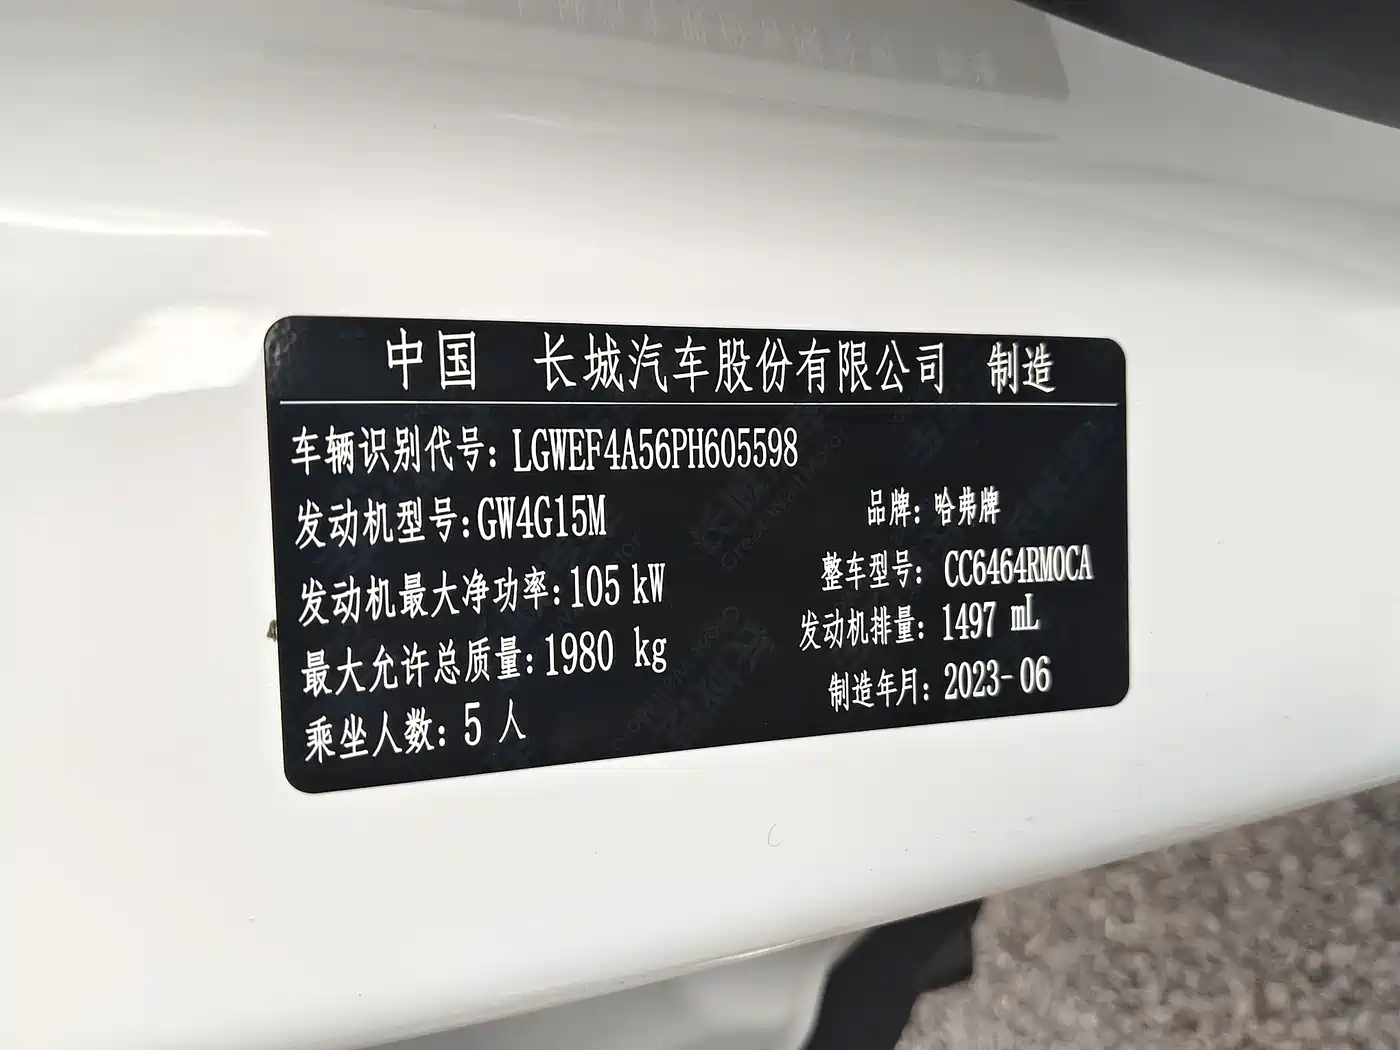 中国 长城汽车股份有限公司 制造
车辆识别代号: LGWEF4A56PH605598
发动机型号: GW4G15M
品牌: 哈弗牌
发动机最大净功率: 105 kW
整车型号: CC6464RM0CA
最大允许总质量: 1980 kg
发动机排量: 1497 mL
乘坐人数: 5 人
制造年月: 2023-06